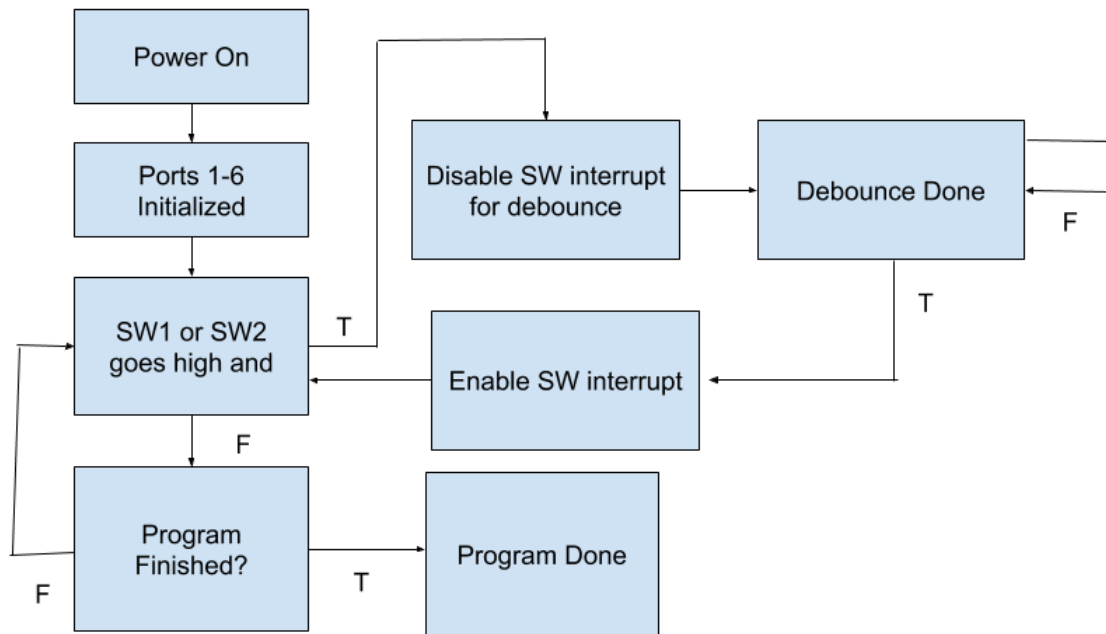 Power On
Ports 1-6
Initialized
SW1 or SW2
goes high and
T
F
Program
Finished?
F
T
Program Done
Disable SW interrupt
for debounce
Debounce Done
F
T
Enable SW interrupt